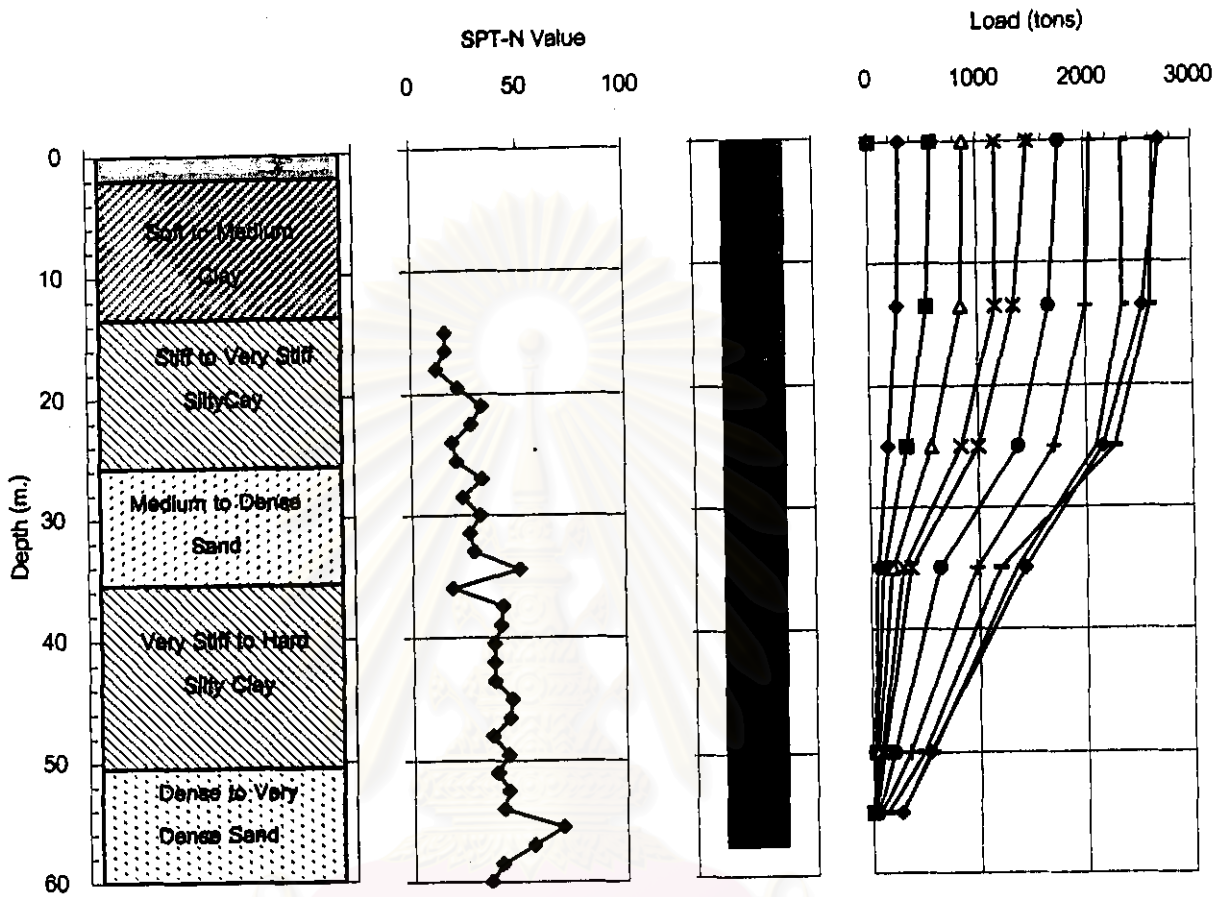 SPT-N Value
Load (tons)
0 50 100
0 1000 2000 3000
Depth (m.)
0
10
20
30
40
50
60
Soft to Medium
Clay
Stiff to Very Stiff
SiltyCay
Medium to Dense
Sand
Very Stiff to Hard
Silty Clay
Dense to Very
Dense Sand